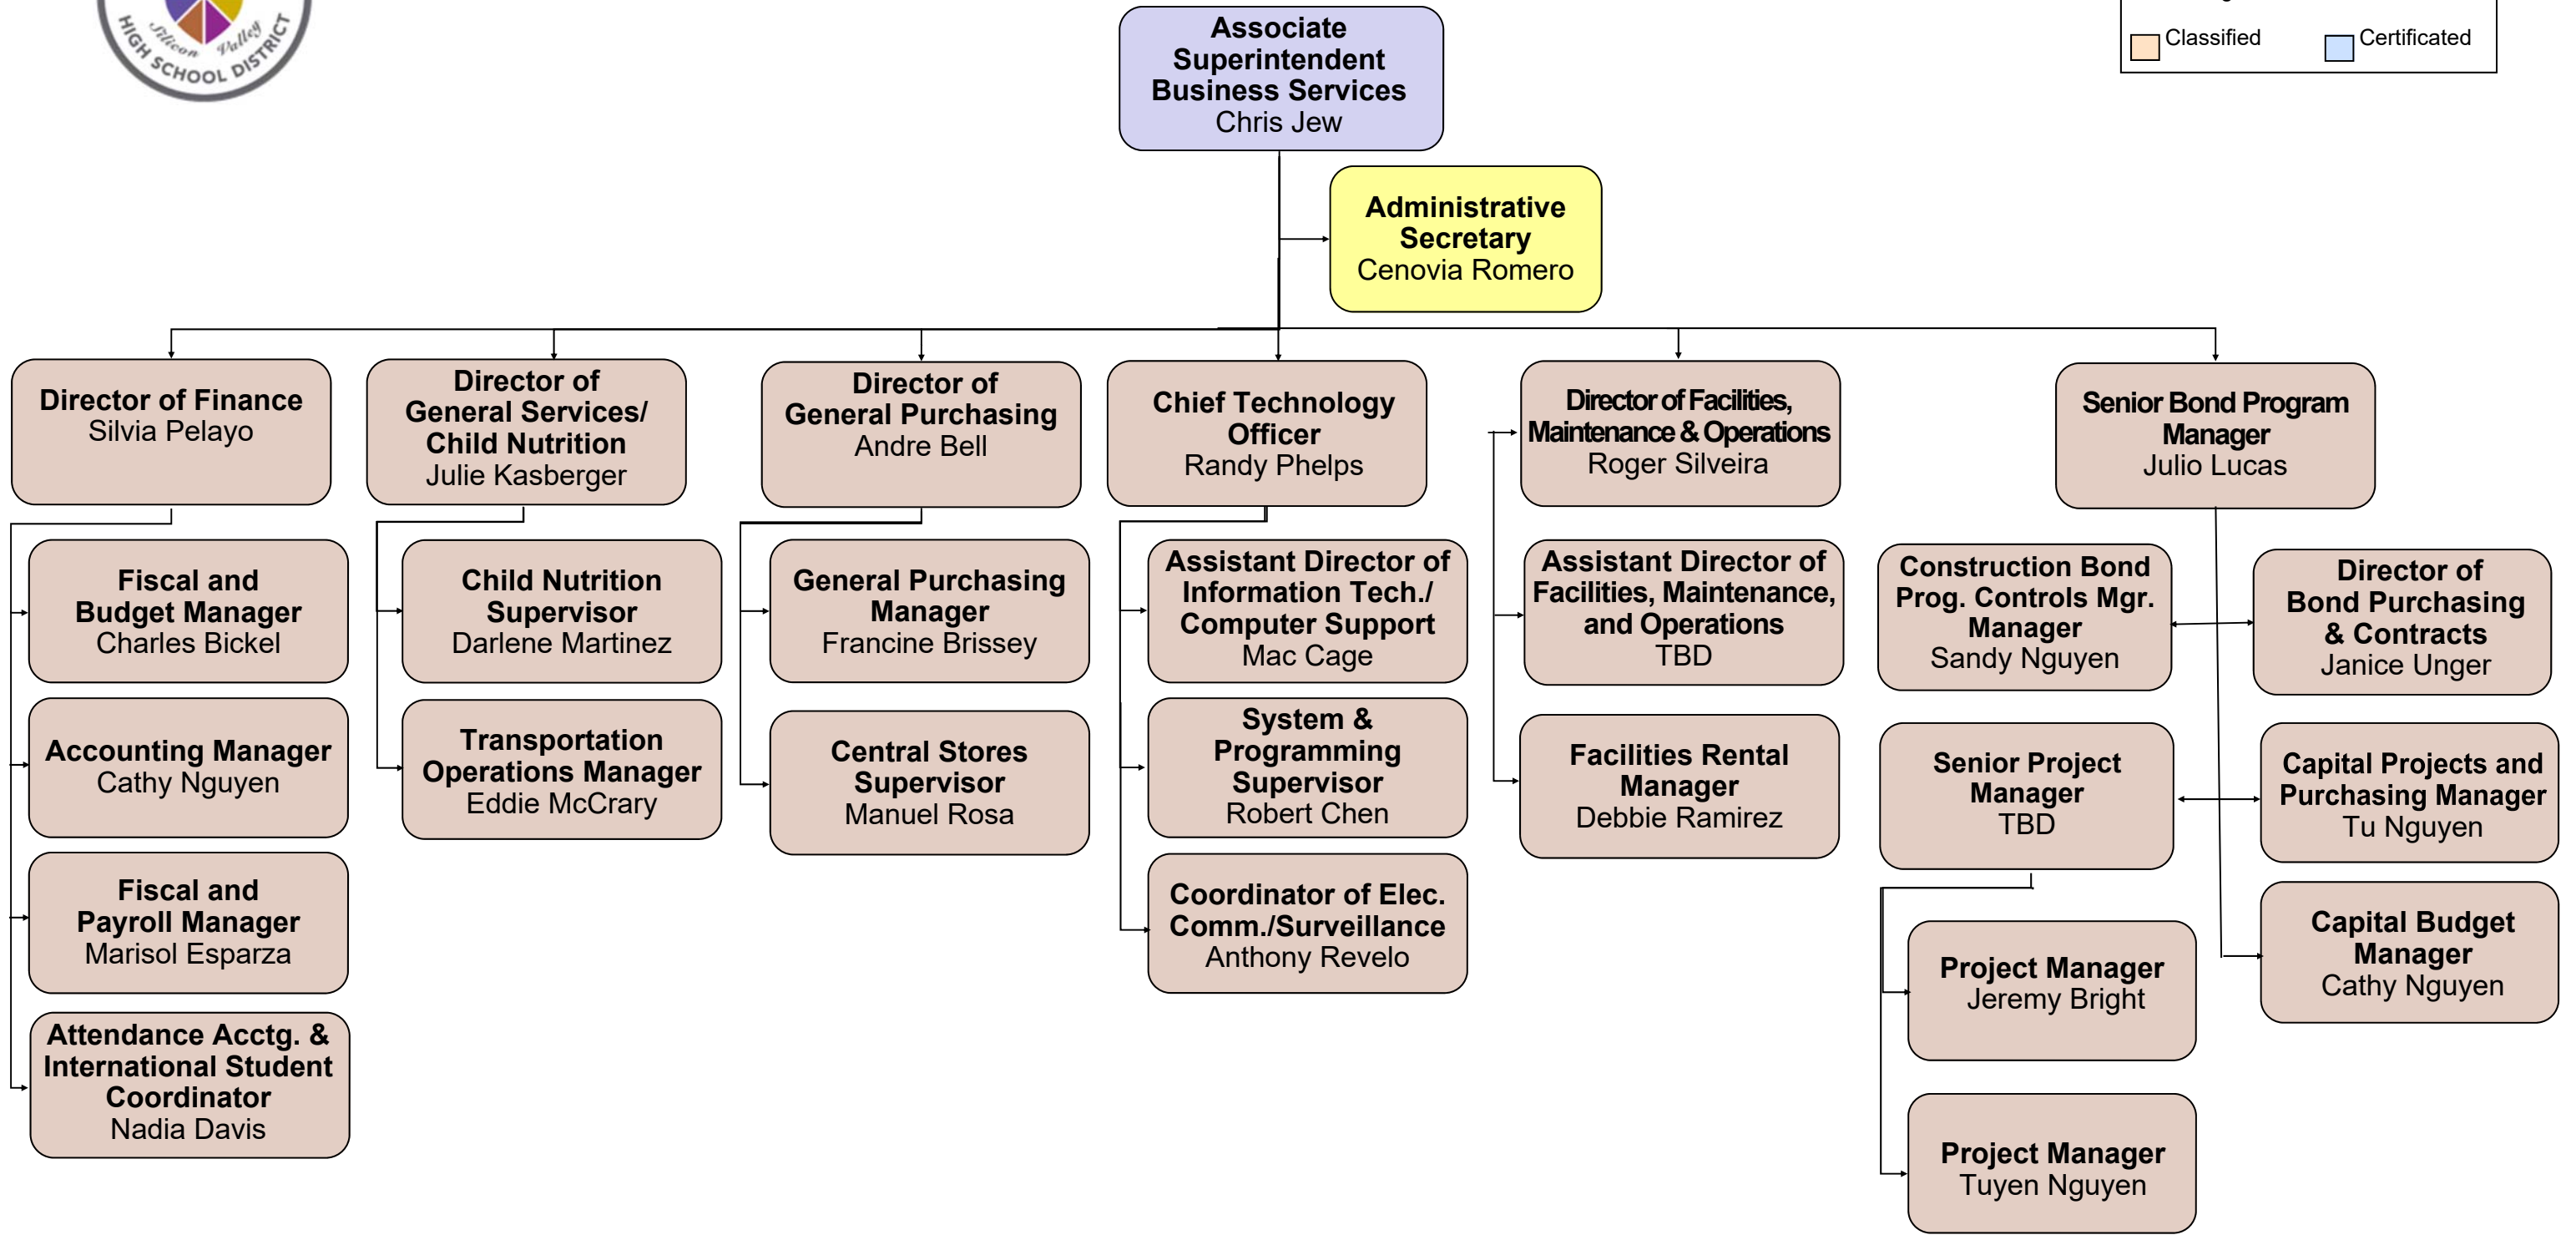 Silicon Valley
HIGH SCHOOL DISTRICT
Classified
Certificated
Associate
Superintendent
Business Services
Chris Jew
Administrative
Secretary
Cenovia Romero
Director of Finance
Silvia Pelayo
Director of
General Services/
Child Nutrition
Julie Kasberger
Director of
General Purchasing
Andre Bell
Chief Technology
Officer
Randy Phelps
Director of Facilities,
Maintenance & Operations
Roger Silveira
Senior Bond Program
Manager
Julio Lucas
Fiscal and
Budget Manager
Charles Bickel
Accounting Manager
Cathy Nguyen
Fiscal and
Payroll Manager
Marisol Esparza
Attendance Acctg. &
International Student
Coordinator
Nadia Davis
Child Nutrition
Supervisor
Darlene Martinez
Transportation
Operations Manager
Eddie McCrary
General Purchasing
Manager
Francine Brissey
Central Stores
Supervisor
Manuel Rosa
Assistant Director of
Information Tech./
Computer Support
Mac Cage
System &
Programming
Supervisor
Robert Chen
Coordinator of Elec.
Comm./Surveillance
Anthony Revelo
Assistant Director of
Facilities, Maintenance,
and Operations
TBD
Facilities Rental
Manager
Debbie Ramirez
Construction Bond
Prog. Controls Mgr.
Manager
Sandy Nguyen
Director of
Bond Purchasing
& Contracts
Janice Unger
Senior Project
Manager
TBD
Capital Projects and
Purchasing Manager
Tu Nguyen
Capital Budget
Manager
Cathy Nguyen
Project Manager
Jeremy Bright
Project Manager
Tuyen Nguyen